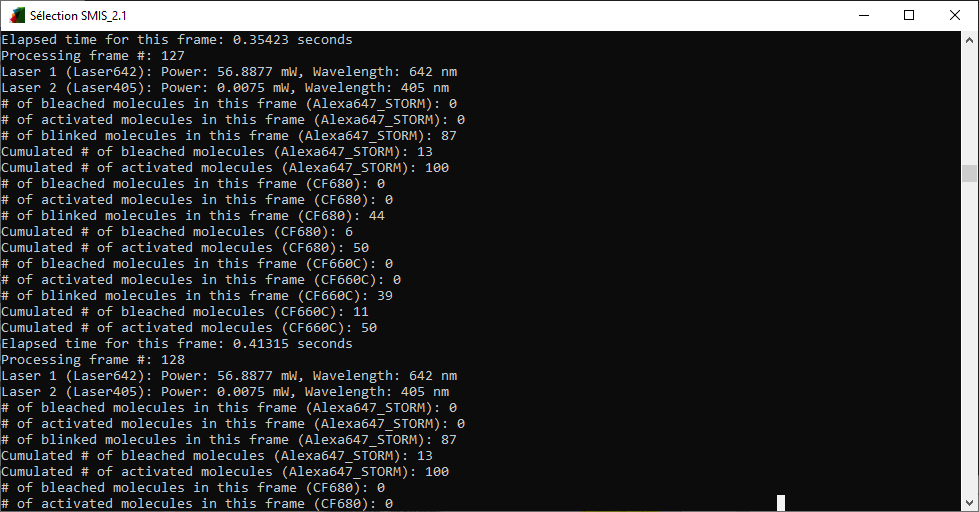 Sélection SMIS_2.1
Elapsed time for this frame: 0.35423 seconds
Processing frame #: 127
Laser 1 (Laser642): Power: 56.8877 mW, Wavelength: 642 nm
Laser 2 (Laser405): Power: 0.0075 mW, Wavelength: 405 nm
# of bleached molecules in this frame (Alexa647_STORM): 0
# of activated molecules in this frame (Alexa647_STORM): 0
# of blinked molecules in this frame (Alexa647_STORM): 87
Cumulated # of bleached molecules (Alexa647_STORM): 13
Cumulated # of activated molecules (Alexa647_STORM): 100
# of bleached molecules in this frame (CF680): 0
# of activated molecules in this frame (CF680): 0
# of blinked molecules in this frame (CF680): 44
Cumulated # of bleached molecules (CF680): 6
Cumulated # of activated molecules (CF680): 50
# of bleached molecules in this frame (CF660C): 0
# of activated molecules in this frame (CF660C): 0
# of blinked molecules in this frame (CF660C): 39
Cumulated # of bleached molecules (CF660C): 11
Cumulated # of activated molecules (CF660C): 50
Elapsed time for this frame: 0.41315 seconds
Processing frame #: 128
Laser 1 (Laser642): Power: 56.8877 mW, Wavelength: 642 nm
Laser 2 (Laser405): Power: 0.0075 mW, Wavelength: 405 nm
# of bleached molecules in this frame (Alexa647_STORM): 0
# of activated molecules in this frame (Alexa647_STORM): 0
# of blinked molecules in this frame (Alexa647_STORM): 87
Cumulated # of bleached molecules (Alexa647_STORM): 13
Cumulated # of activated molecules (Alexa647_STORM): 100
# of bleached molecules in this frame (CF680): 0
# of activated molecules in this frame (CF680): 0